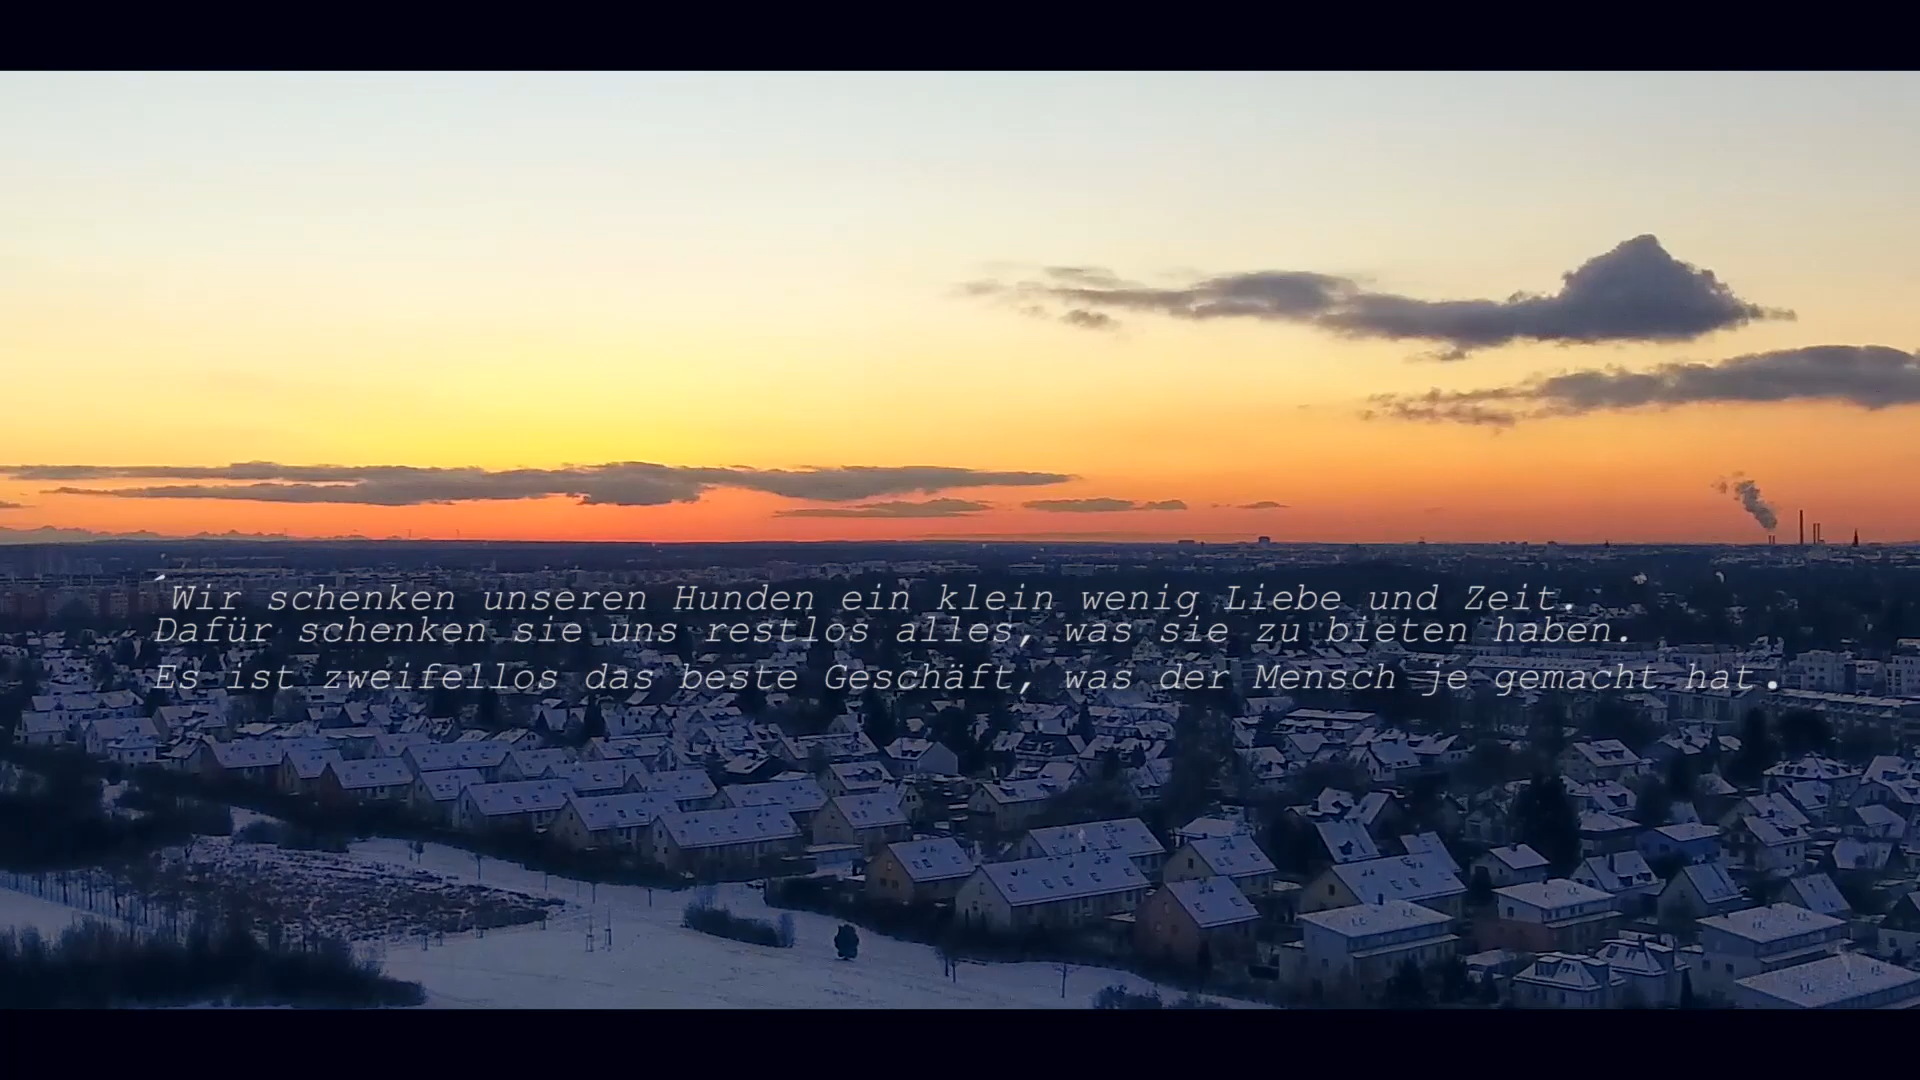 ´Wir schenken unseren Hunden ein klein wenig Liebe und Zeit.
Dafür schenken sie uns restlos alles, was sie zu bieten haben.
Es ist zweifellos das beste Geschäft, was der Mensch je gemacht hat.